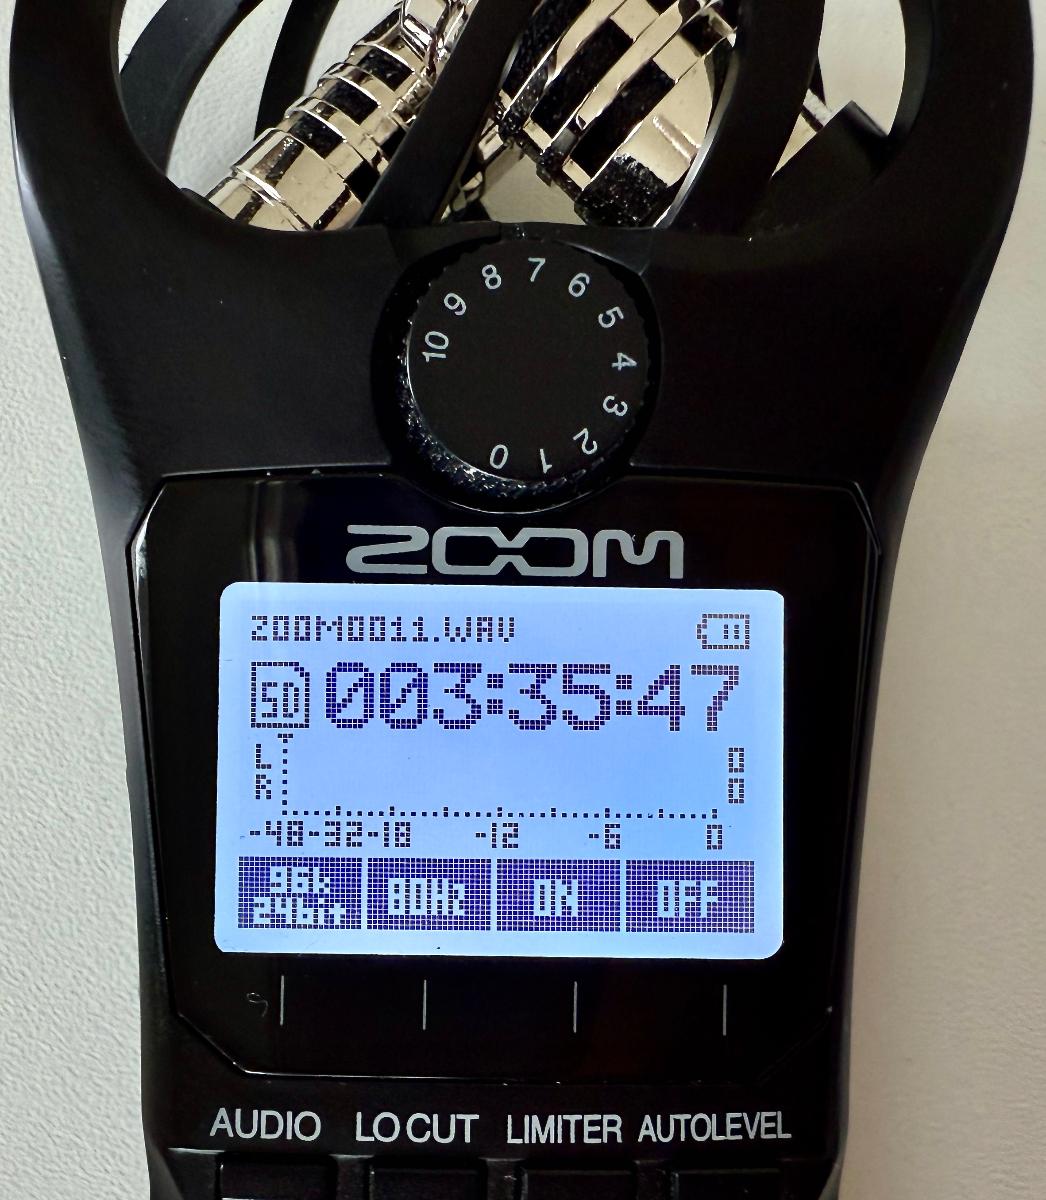 10 9 8 7 6 5 4 3 2 1 0
ZOOM
ZOOM0011.WAV
SD 003:35:47
L
R
-40 -32 -18 -12 -6 0
96k 80Hz ON OFF
24bit
AUDIO LO CUT LIMITER AUTOLEVEL